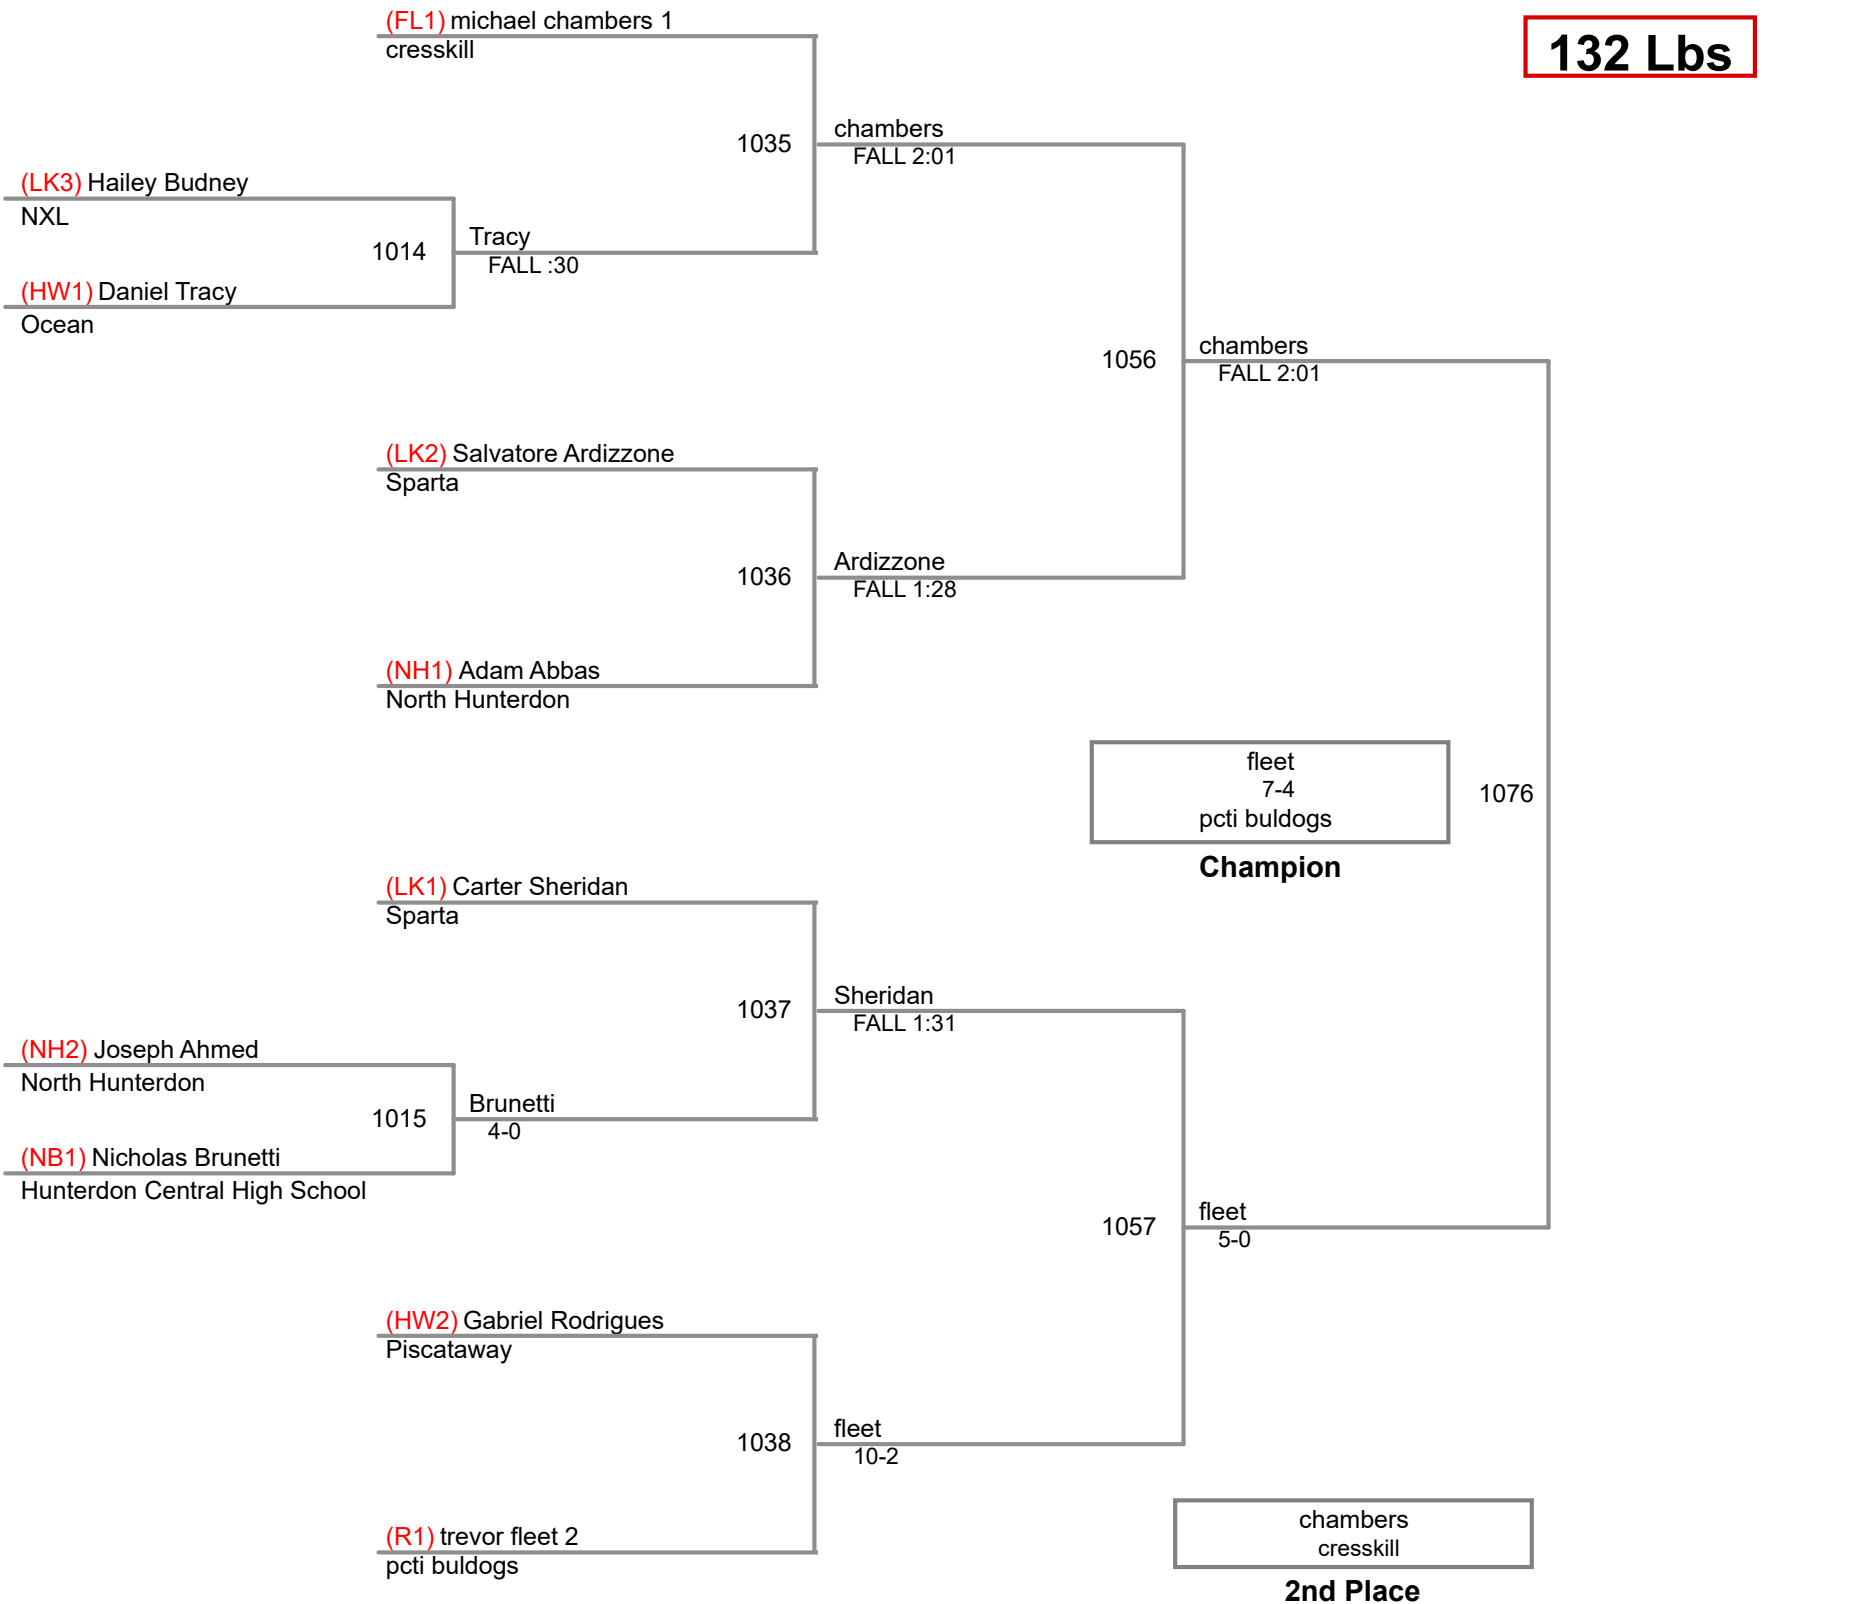 (FL1) michael chambers 1
cresskill
132 Lbs
1035
chambers
FALL 2:01
(LK3) Hailey Budney
NXL
1014
Tracy
FALL :30
(HW1) Daniel Tracy
Ocean
1056
chambers
FALL 2:01
(LK2) Salvatore Ardizzone
Sparta
1036
Ardizzone
FALL 1:28
(NH1) Adam Abbas
North Hunterdon
fleet
7-4
pcti buldogs
Champion
1076
(LK1) Carter Sheridan
Sparta
1037
Sheridan
FALL 1:31
(NH2) Joseph Ahmed
North Hunterdon
1015
Brunetti
4-0
(NB1) Nicholas Brunetti
Hunterdon Central High School
1057
fleet
5-0
(HW2) Gabriel Rodrigues
Piscataway
1038
fleet
10-2
(R1) trevor fleet 2
pcti buldogs
chambers
cresskill
2nd Place